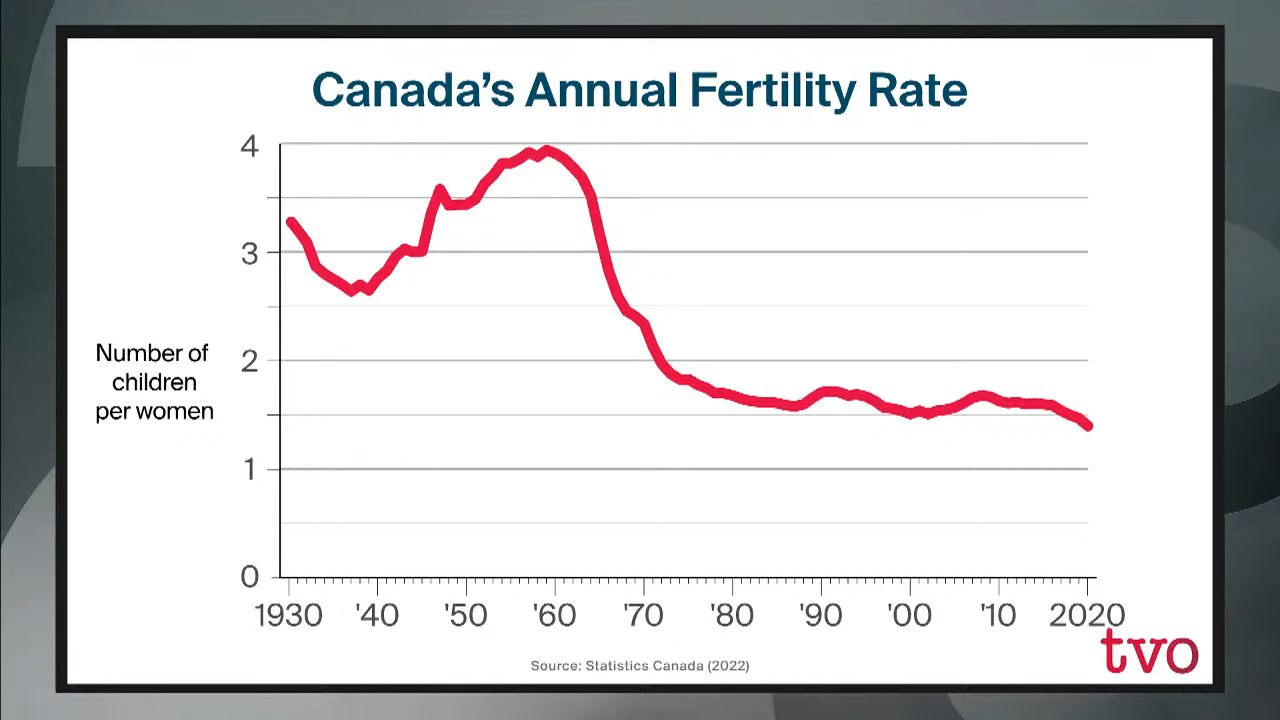 Canada's Annual Fertility Rate
4
3
2
1
0
Number of
children
per women
1930 '40 '50 '60 '70 '80 '90 '00 '10 2020
Source: Statistics Canada (2022)
tvo